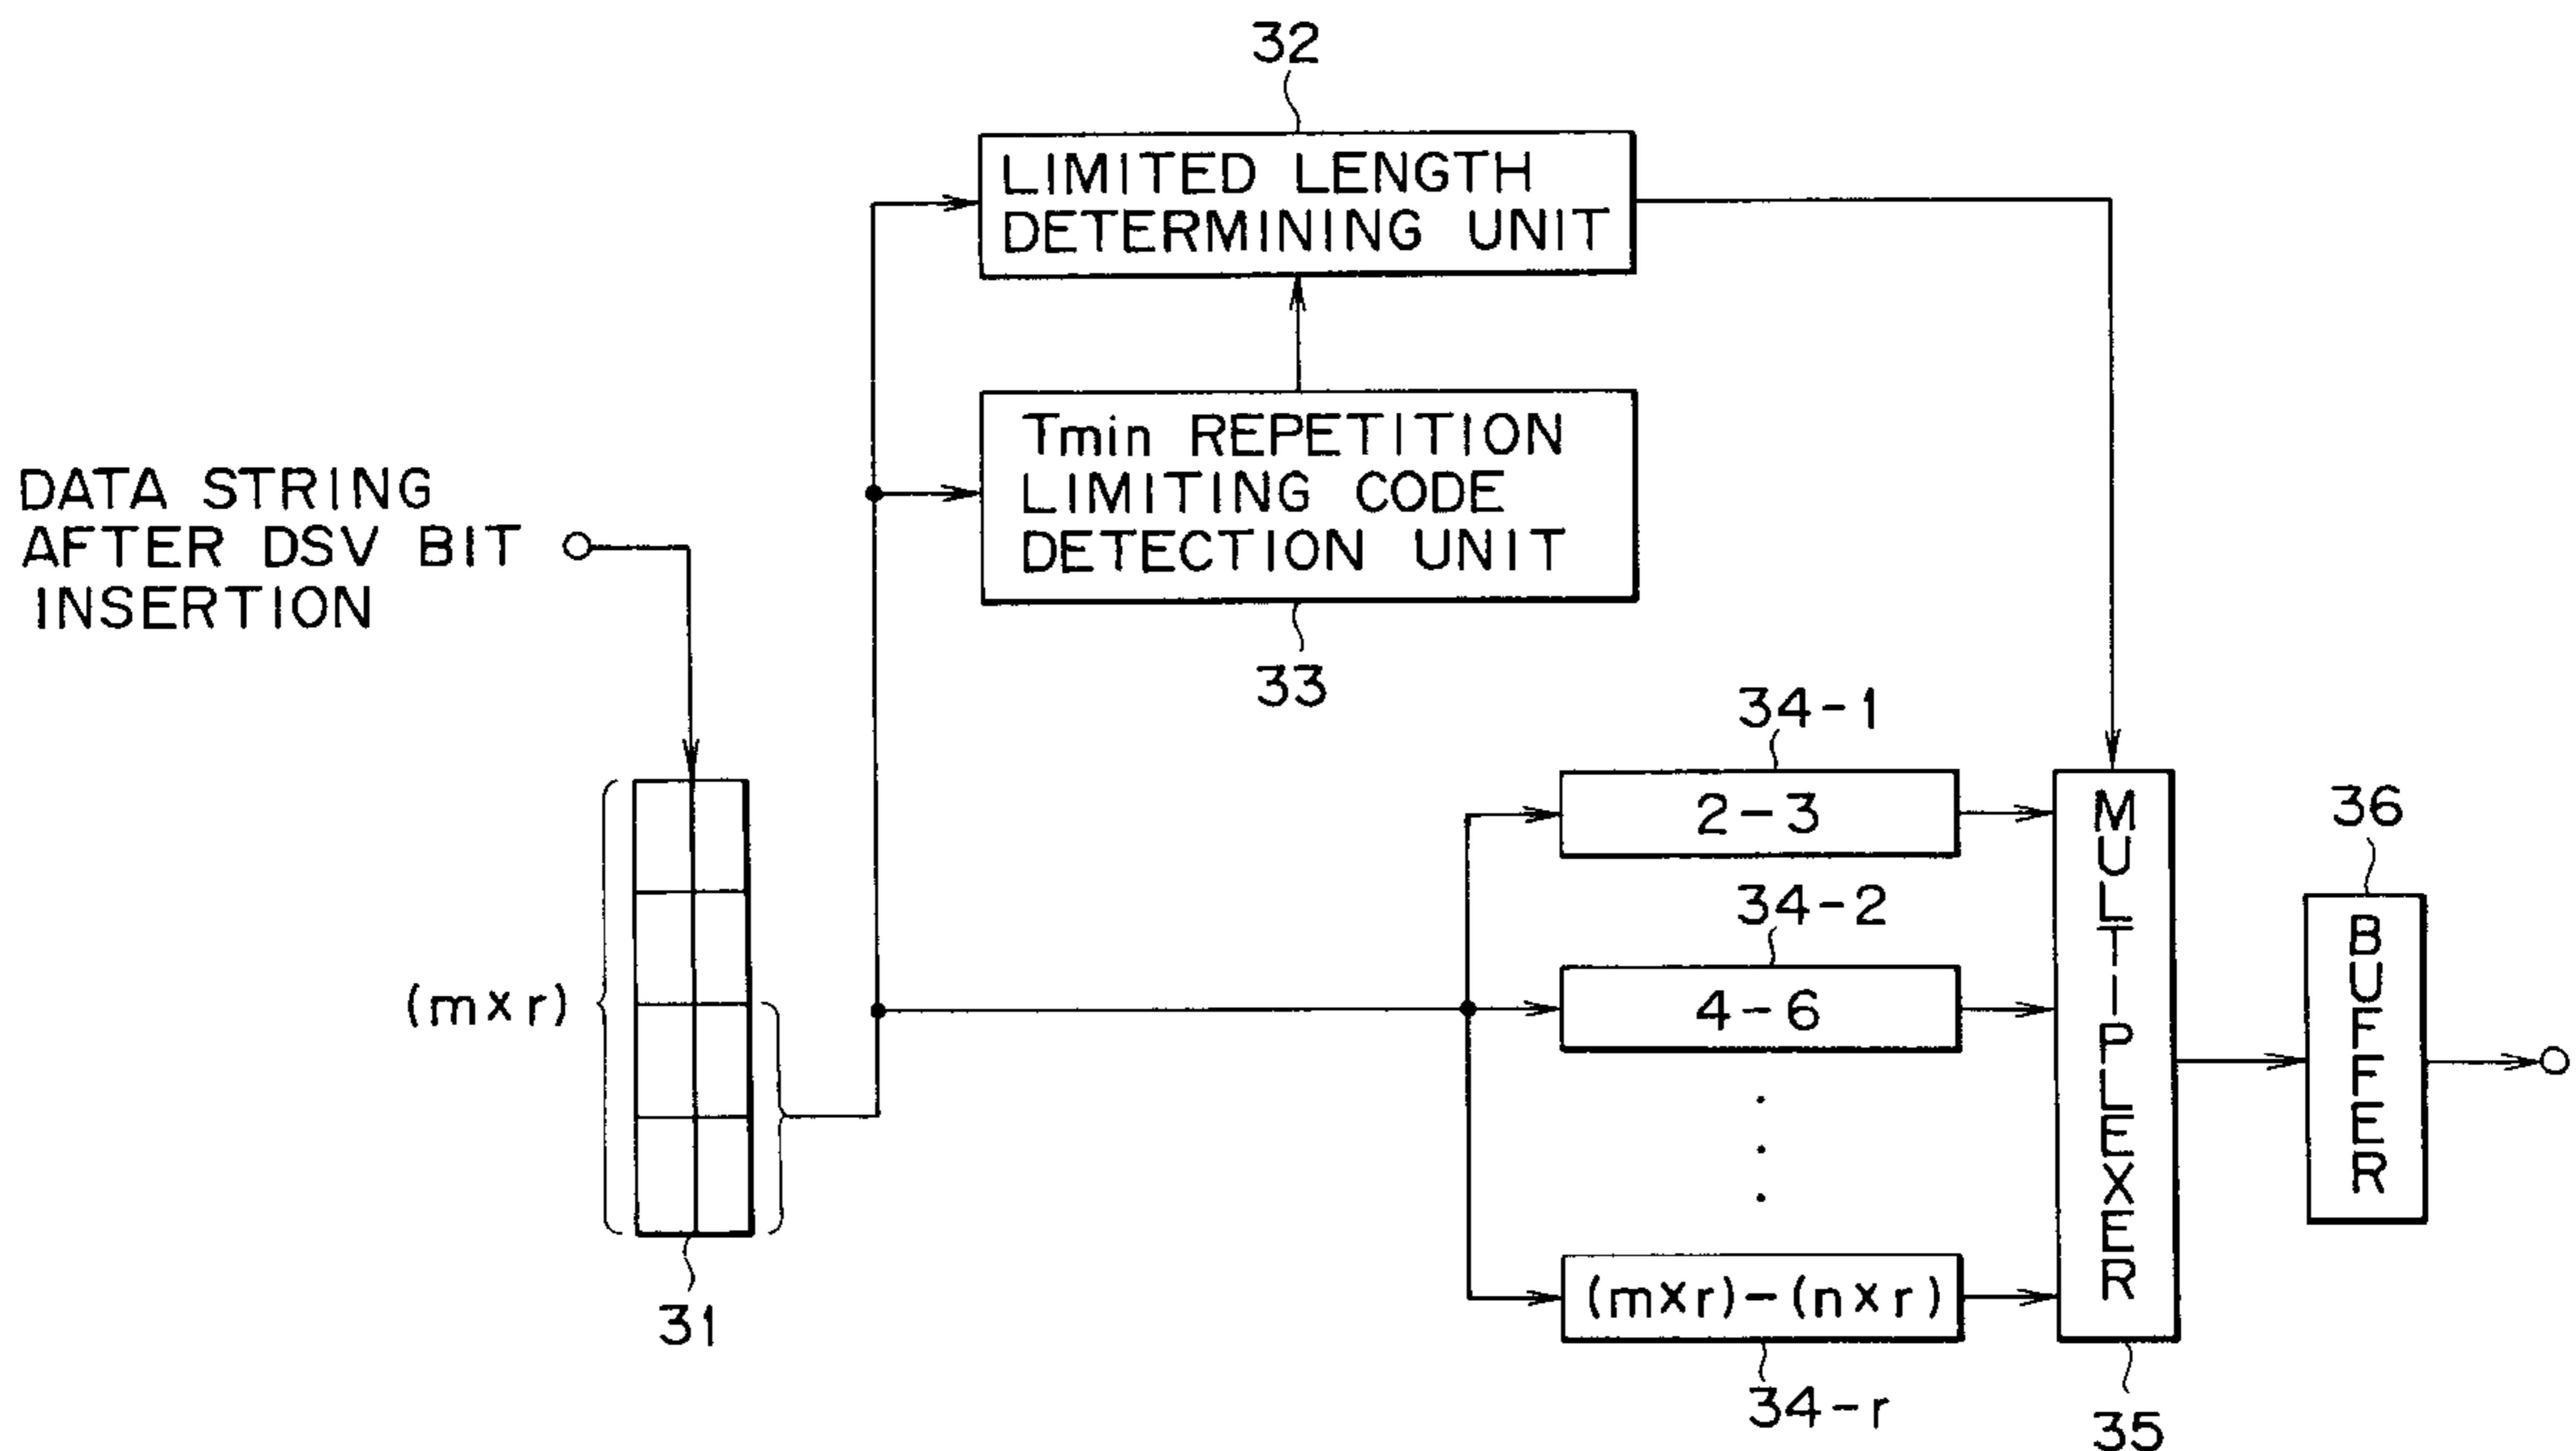 32
LIMITED LENGTH
DETERMINING UNIT
Tmin REPETITION
LIMITING CODE
DETECTION UNIT
33
DATA STRING
AFTER DSV BIT
INSERTION
(m×r)
31
34-1
2-3
34-2
4-6
(m×r)-(n×r)
34-r
MULTIPLEXER
35
36
BUFFER